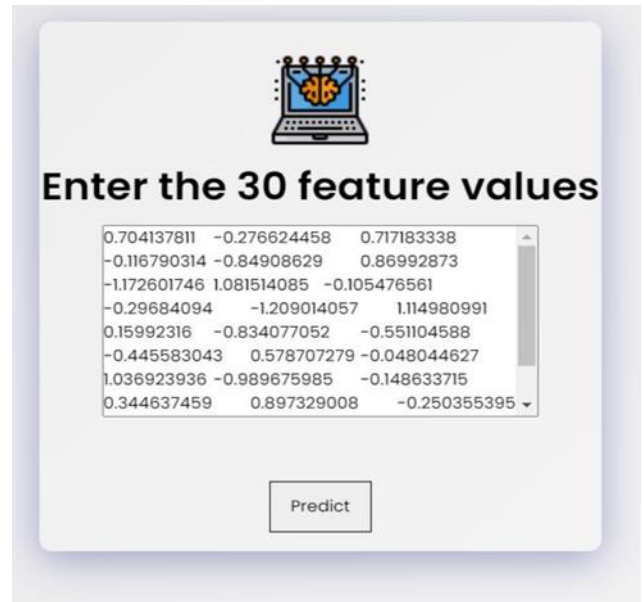 Enter the 30 feature values
0.704137811 -0.276624458 0.717183338
-0.116790314 -0.84908629 0.86992873
-1.172601746 1.081514085 -0.105476561
-0.29684094 -1.209014057 1.114980991
0.15992316 -0.834077052 -0.551104588
-0.445583043 0.578707279 -0.048044627
1.036923936 -0.989675985 -0.148633715
0.344637459 0.897329008 -0.250355395
Predict